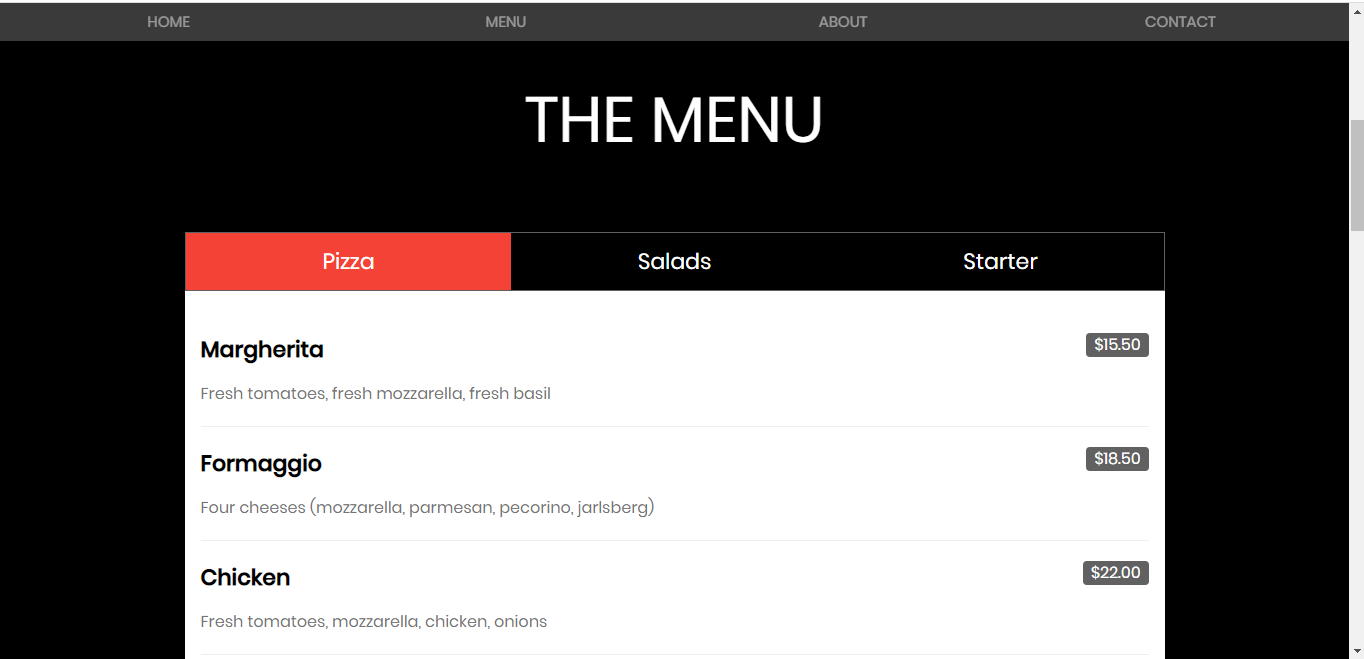 HOME MENU ABOUT CONTACT
THE MENU
Pizza Salads Starter
Margherita $15.50
Fresh tomatoes, fresh mozzarella, fresh basil
Formaggio $18.50
Four cheeses (mozzarella, parmesan, pecorino, jarlsberg)
Chicken $22.00
Fresh tomatoes, mozzarella, chicken, onions